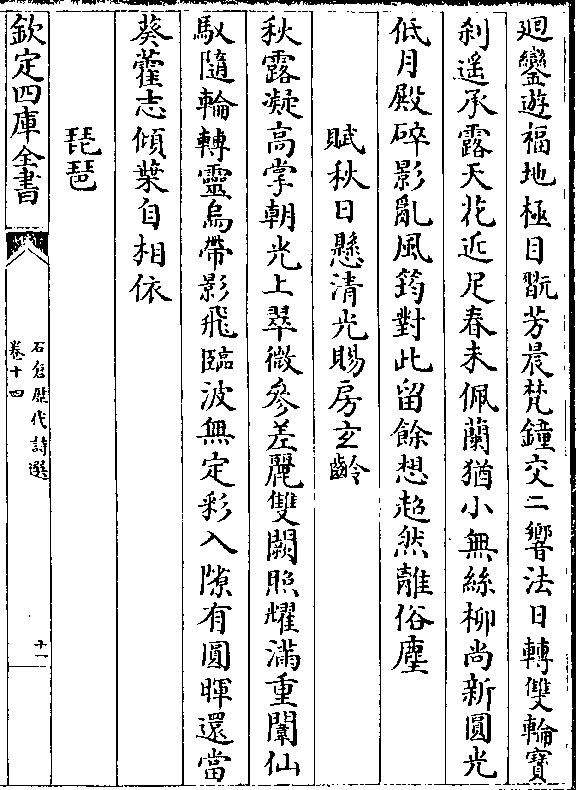 迴鑾遊福地極目翫芳晨梵鐘交二響法日轉雙輪寶
刹遥承露天花近足春未佩蘭猶小無絲柳尚新圓光
低月殿碎影亂風筠對此留餘想超然離俗塵
賦秋日懸清光賜房玄齡
秋露凝高掌朝光上翠微參差麗雙闕照耀滿重闈仙
馭隨輪轉靈烏帶影飛臨波無定彩入隙有圓暉還當
葵藿志傾葉自相依
琵琶
欽定四庫全書
石倉歷代詩選
卷十四
十一